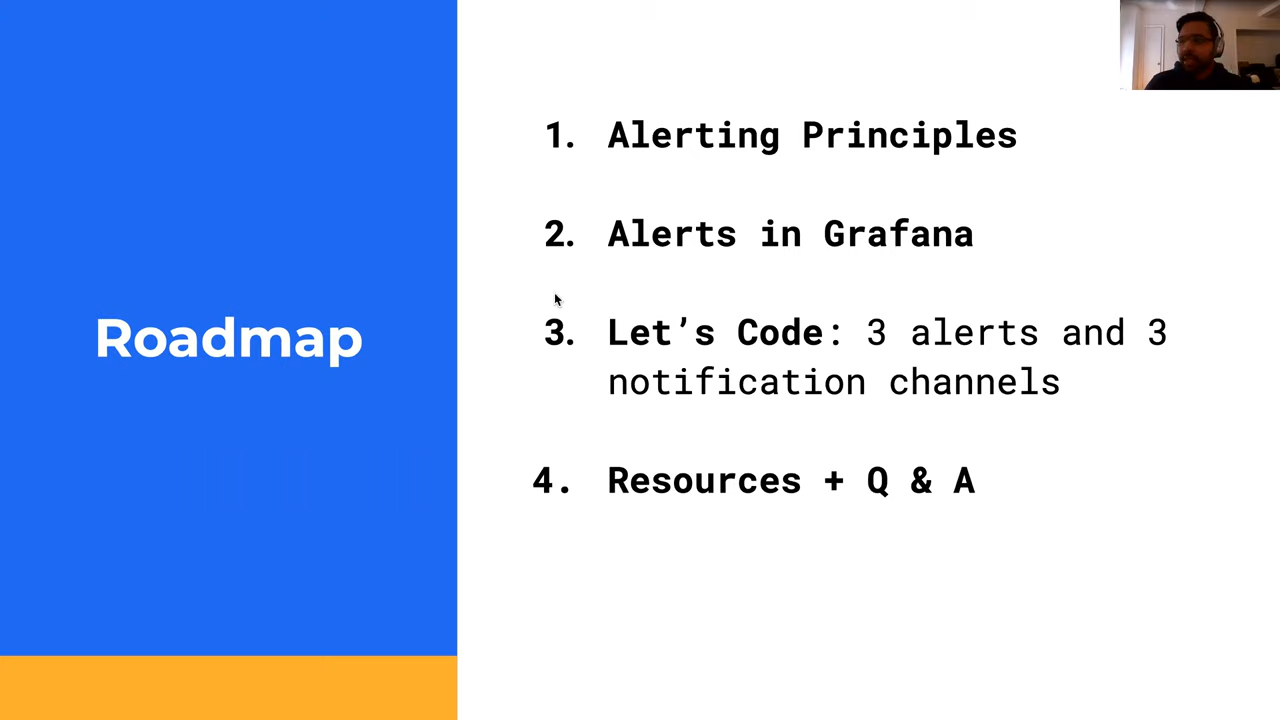 Roadmap
1. Alerting Principles
2. Alerts in Grafana
3. Let’s Code: 3 alerts and 3
notification channels
4. Resources + Q & A